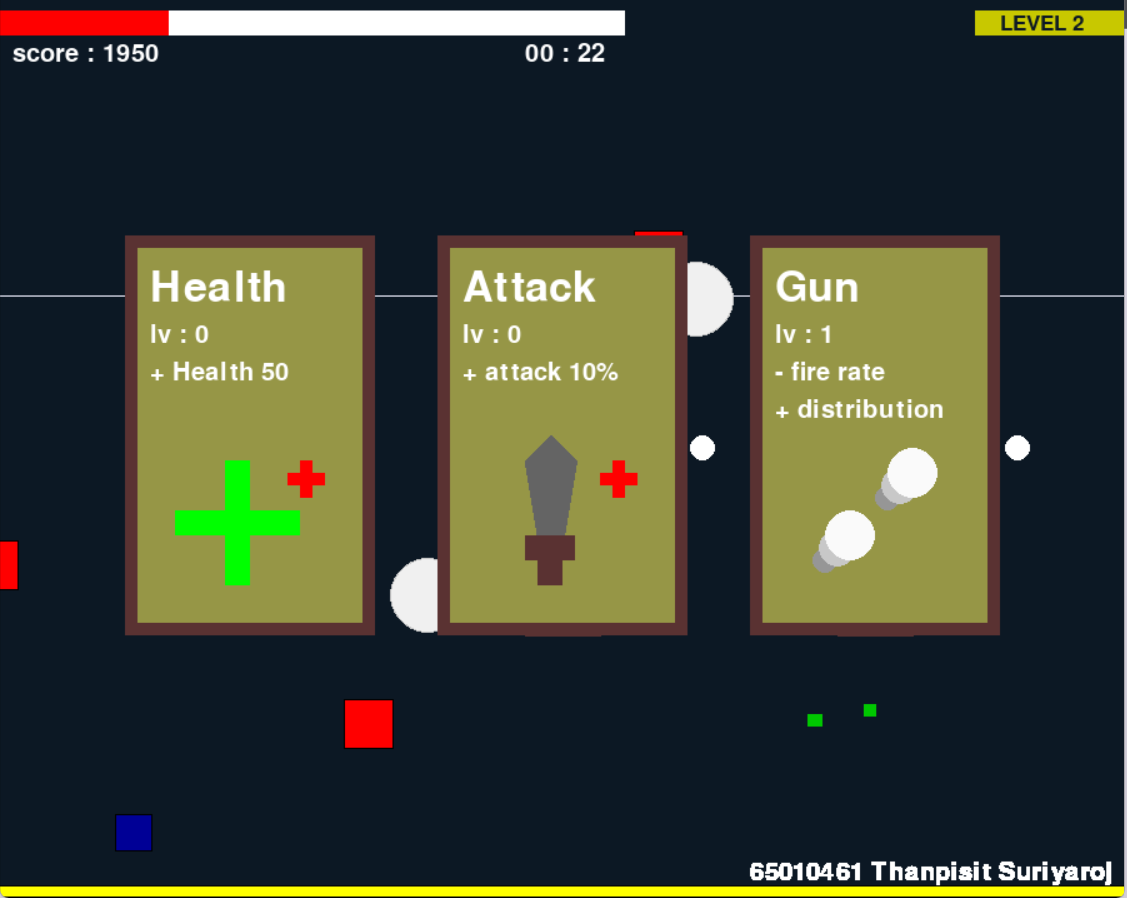 LEVEL 2
score : 1950
00 : 22
Health
lv : 0
+ Health 50
Attack
lv : 0
+ attack 10%
Gun
lv : 1
- fire rate
+ distribution
65010461 Thanpisit Suriyaroj